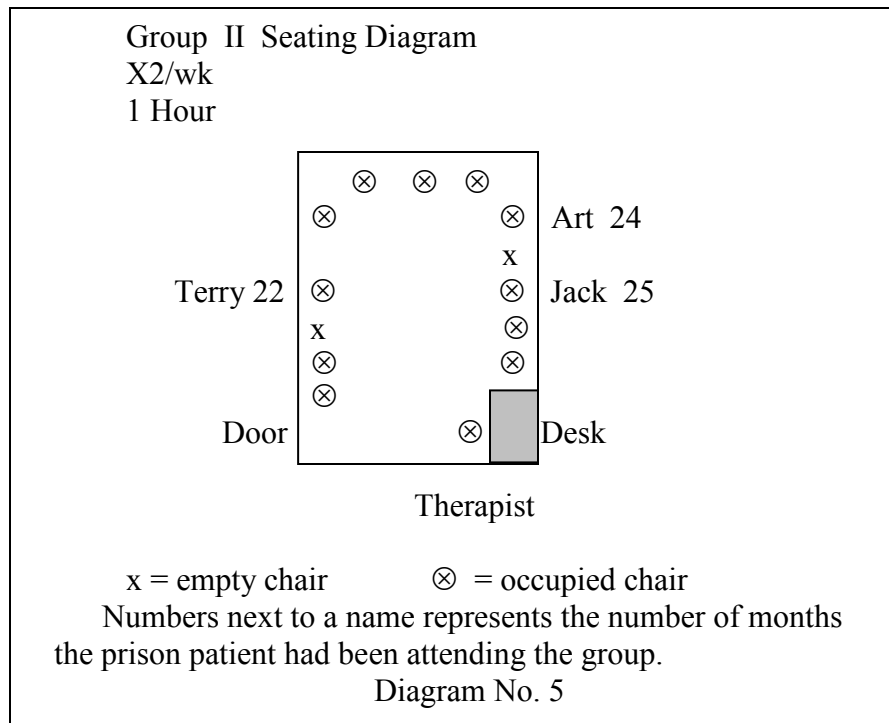 Group II Seating Diagram
X2/wk
1 Hour
⊗ ⊗ ⊗
⊗ ⊗ Art 24
x
Terry 22 ⊗ ⊗ Jack 25
x ⊗
⊗ ⊗
⊗
Door ⊗ Desk
Therapist
x = empty chair ⊗ = occupied chair
Numbers next to a name represents the number of months
the prison patient had been attending the group.
Diagram No. 5